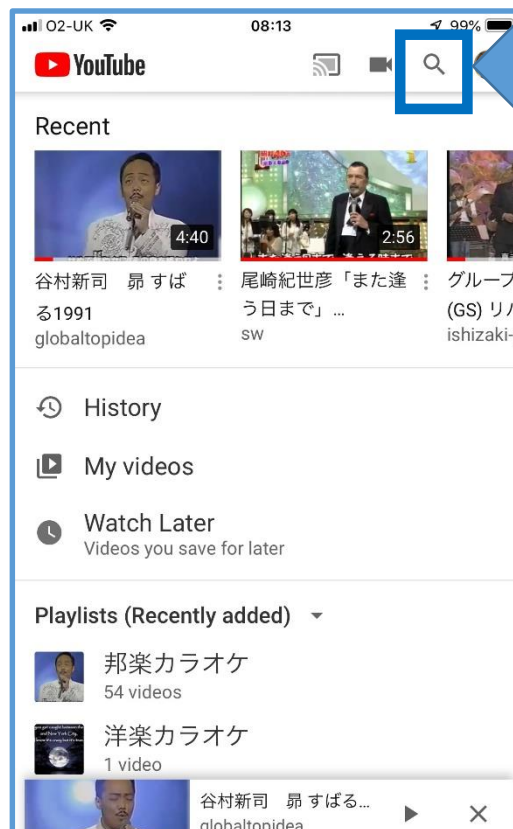 O2-UK 08:13 99%
YouTube
Recent
4:40
2:56
谷村新司 昴 すば
る1991
globaltopidea
尾崎紀世彦「また逢
う日まで」...
sw
グループ
(GS) リバ
ishizaki-
History
My videos
Watch Later
Videos you save for later
Playlists (Recently added)
邦楽カラオケ
54 videos
洋楽カラオケ
1 video
谷村新司 昴 すばる...
globaltopidea